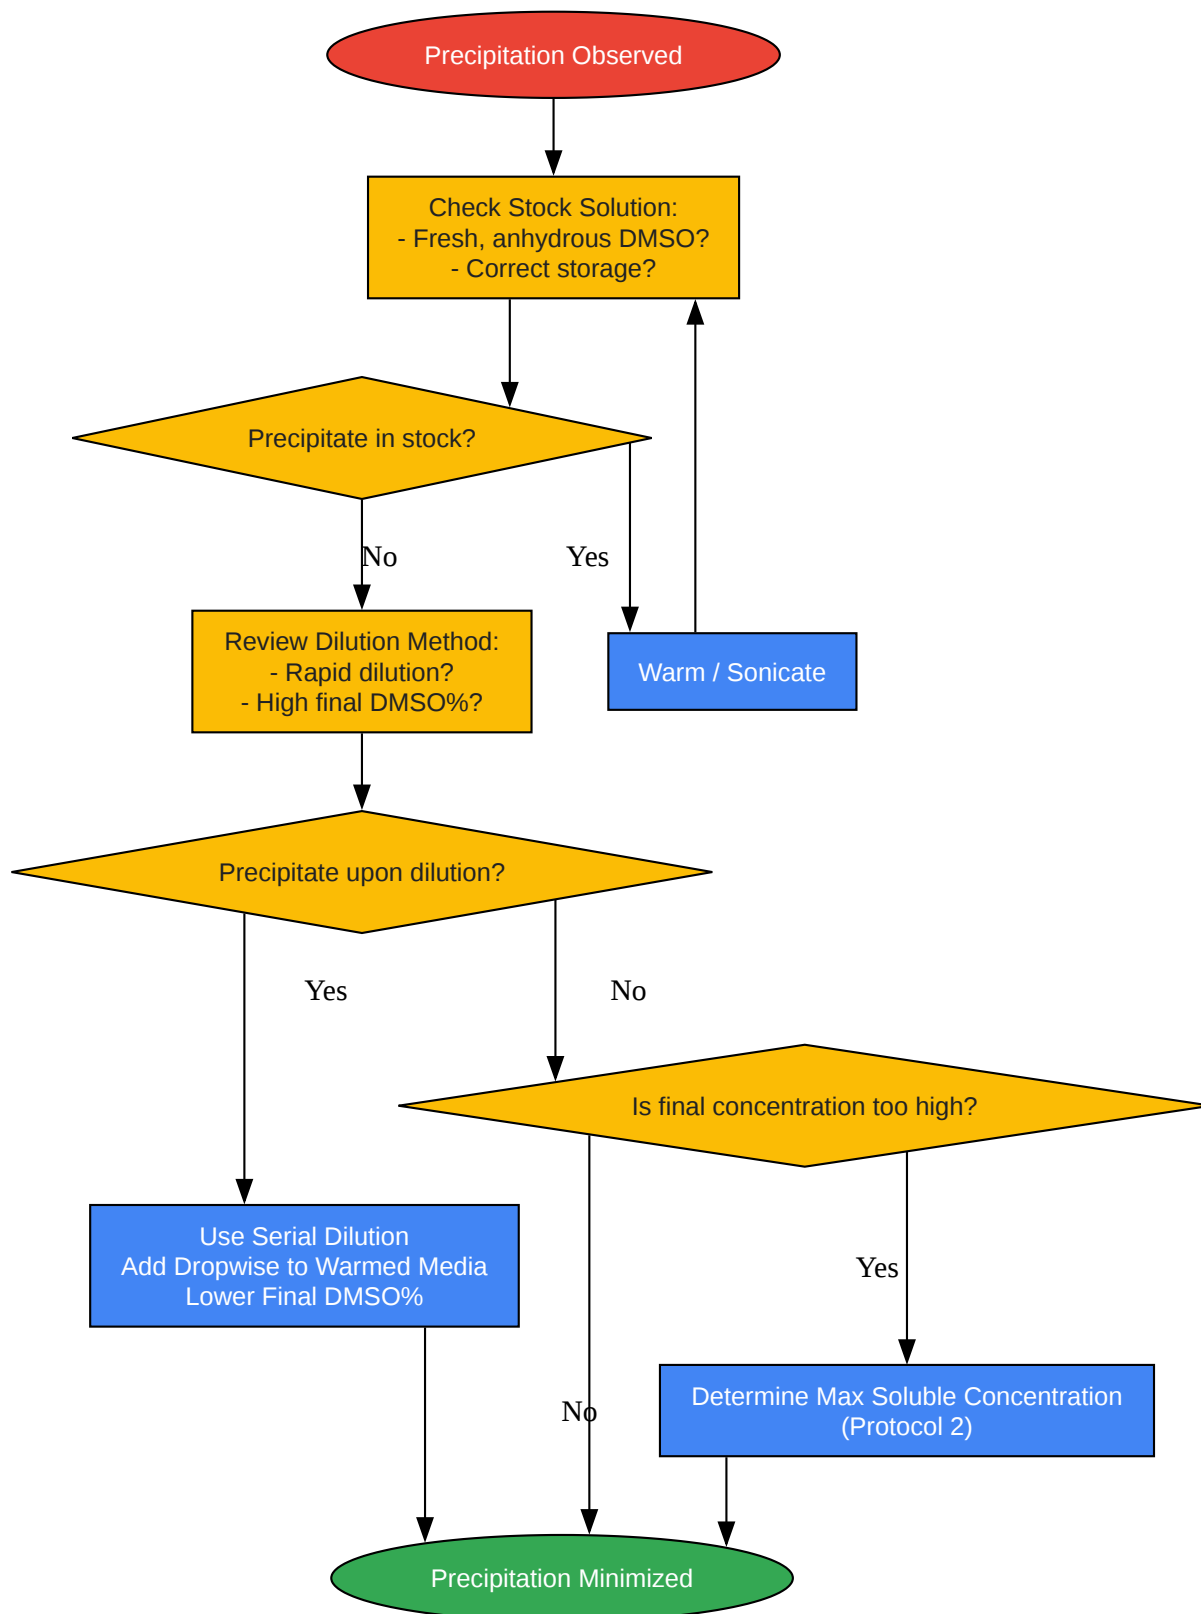 Precipitation Observed
Check Stock Solution:
- Fresh, anhydrous DMSO?
- Correct storage?
Precipitate in stock?
No
Yes
Review Dilution Method:
- Rapid dilution?
- High final DMSO%?
Warm / Sonicate
Precipitate upon dilution?
Yes
No
Is final concentration too high?
Use Serial Dilution
Add Dropwise to Warmed Media
Lower Final DMSO%
Yes
No
Determine Max Soluble Concentration
(Protocol 2)
Precipitation Minimized